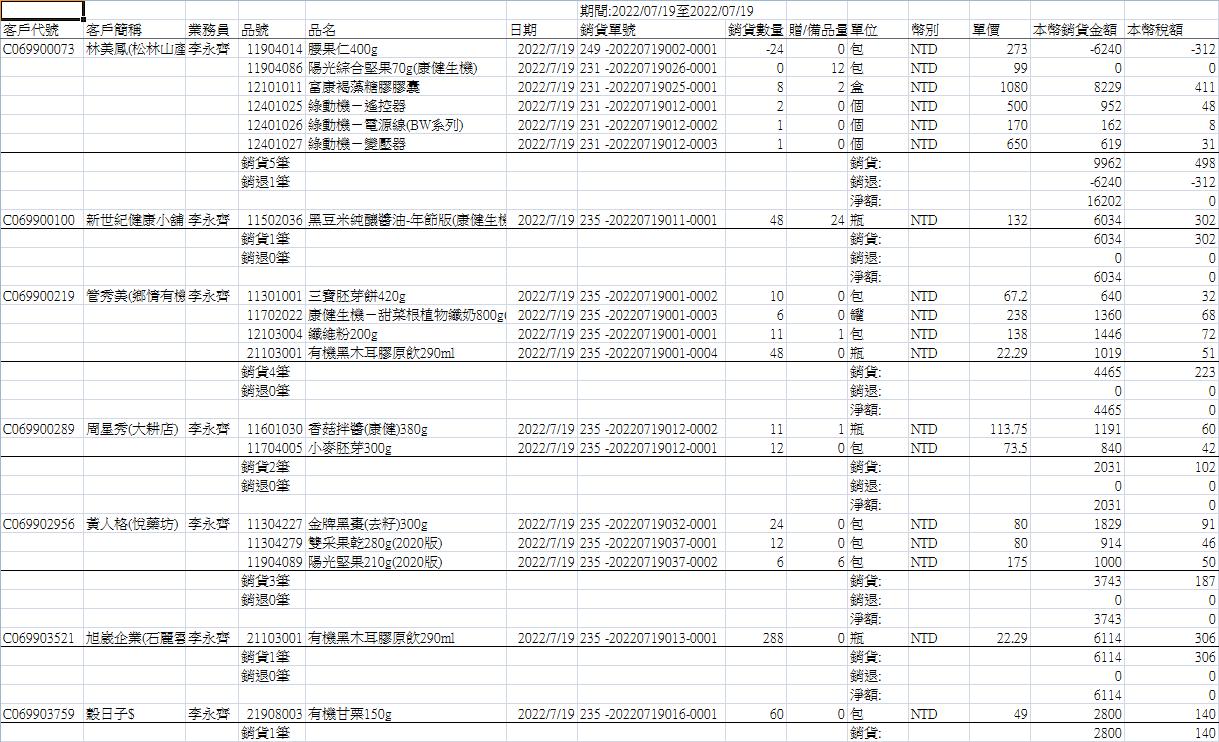 期間:2022/07/19至2022/07/19
客戶代號 客戶簡稱 業務員 品號 品名 日期 銷貨單號 銷貨數量 贈/備品量 單位 幣別 單價 本幣銷貨金額 本幣稅額
C069900073 林美鳳(松林山產 李永齊 11904014 腰果仁400g 2022/7/19 249 -20220719002-0001 -24 0 包 NTD 273 -6240 -312
11904086 陽光綜合堅果70g(康健生機) 2022/7/19 231 -20220719026-0001 0 12 包 NTD 99 0 0
12101011 富康褐藻糖膠膠囊 2022/7/19 231 -20220719025-0001 8 2 盒 NTD 1080 8229 411
12401025 綠動機－遙控器 2022/7/19 231 -20220719012-0001 2 0 個 NTD 500 952 48
12401026 綠動機－電源線(BW系列) 2022/7/19 231 -20220719012-0002 1 0 個 NTD 170 162 8
12401027 綠動機－變壓器 2022/7/19 231 -20220719012-0003 1 0 個 NTD 650 619 31
銷貨5筆 銷貨: 9962 498
銷退1筆 銷退: -6240 -312
淨額: 16202 0
C069900100 新世紀健康小舖 李永齊 11502036 黑豆米純釀醬油-年節版(康健生機 2022/7/19 235 -20220719011-0001 48 24 瓶 NTD 132 6034 302
銷貨1筆 銷貨: 6034 302
銷退0筆 銷退: 0 0
淨額: 6034 0
C069900219 管秀美(鄉情有機 李永齊 11301001 三寶胚芽餅420g 2022/7/19 235 -20220719001-0002 10 0 包 NTD 67.2 640 32
11702022 康健生機－甜菜根植物纖奶800g( 2022/7/19 235 -20220719001-0003 6 0 罐 NTD 238 1360 68
12103004 纖維粉200g 2022/7/19 235 -20220719001-0001 11 1 包 NTD 138 1446 72
21103001 有機黑木耳膠原飲290ml 2022/7/19 235 -20220719001-0004 48 0 瓶 NTD 22.29 1019 51
銷貨4筆 銷貨: 4465 223
銷退0筆 銷退: 0 0
淨額: 4465 0
C069900289 周星秀(大耕店) 李永齊 11601030 香菇拌醬(康健)380g 2022/7/19 235 -20220719012-0002 11 1 瓶 NTD 113.75 1191 60
11704005 小麥胚芽300g 2022/7/19 235 -20220719012-0001 12 0 包 NTD 73.5 840 42
銷貨2筆 銷貨: 2031 102
銷退0筆 銷退: 0 0
淨額: 2031 0
C069902956 黃人格(悅藥坊) 李永齊 11304227 金牌黑棗(去籽)300g 2022/7/19 235 -20220719032-0001 24 0 包 NTD 80 1829 91
11304279 雙采果乾280g(2020版) 2022/7/19 235 -20220719037-0001 12 0 包 NTD 80 914 46
11904089 陽光堅果210g(2020版) 2022/7/19 235 -20220719037-0002 6 6 包 NTD 175 1000 50
銷貨3筆 銷貨: 3743 187
銷退0筆 銷退: 0 0
淨額: 3743 0
C069903521 旭崴企業(石麗雲 李永齊 21103001 有機黑木耳膠原飲290ml 2022/7/19 235 -20220719013-0001 288 0 瓶 NTD 22.29 6114 306
銷貨1筆 銷貨: 6114 306
銷退0筆 銷退: 0 0
淨額: 6114 0
C069903759 穀日子$ 李永齊 21908003 有機甘栗150g 2022/7/19 235 -20220719016-0001 60 0 包 NTD 49 2800 140
銷貨1筆 銷貨: 2800 140